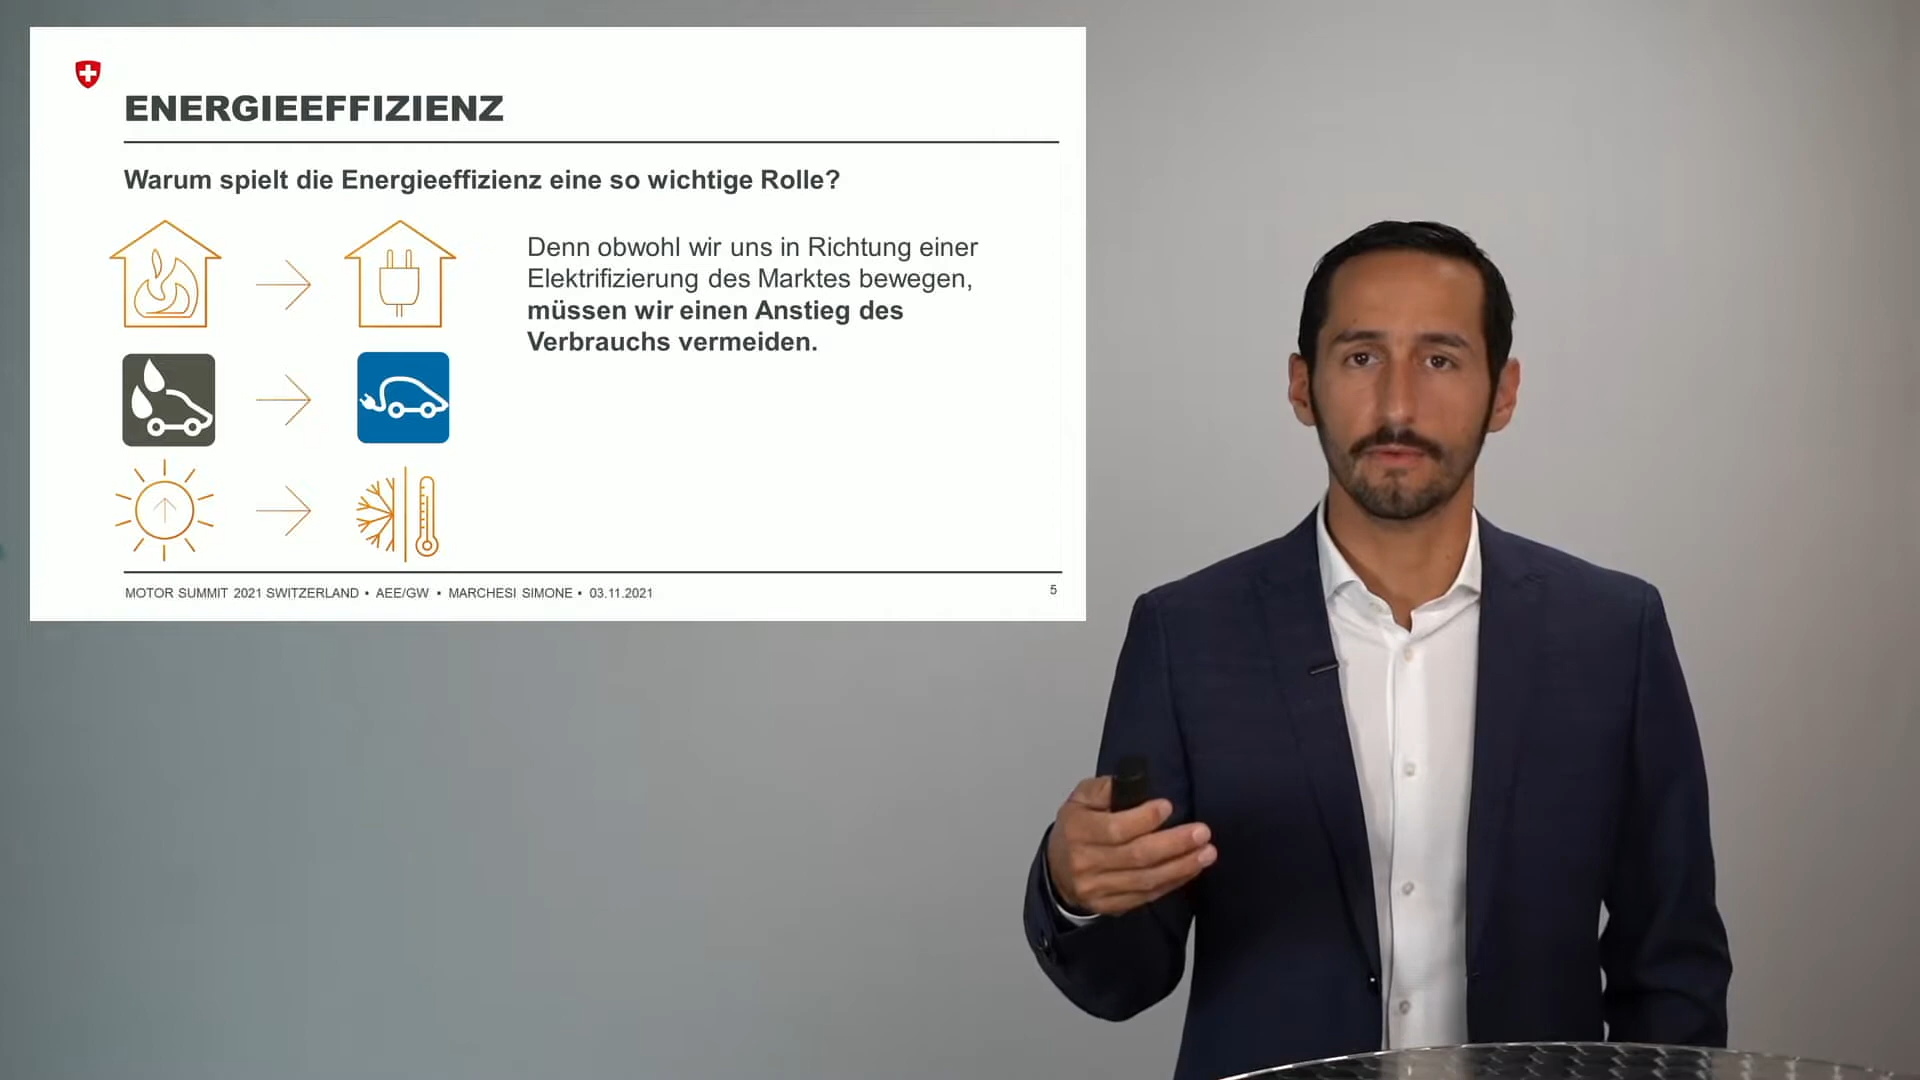 ENERGIEEFFIZIENZ
Warum spielt die Energieeffizienz eine so wichtige Rolle?
Denn obwohl wir uns in Richtung einer
Elektrifizierung des Marktes bewegen,
müssen wir einen Anstieg des
Verbrauchs vermeiden.
MOTOR SUMMIT 2021 SWITZERLAND • AEE/GW • MARCHESI SIMONE • 03.11.2021
5